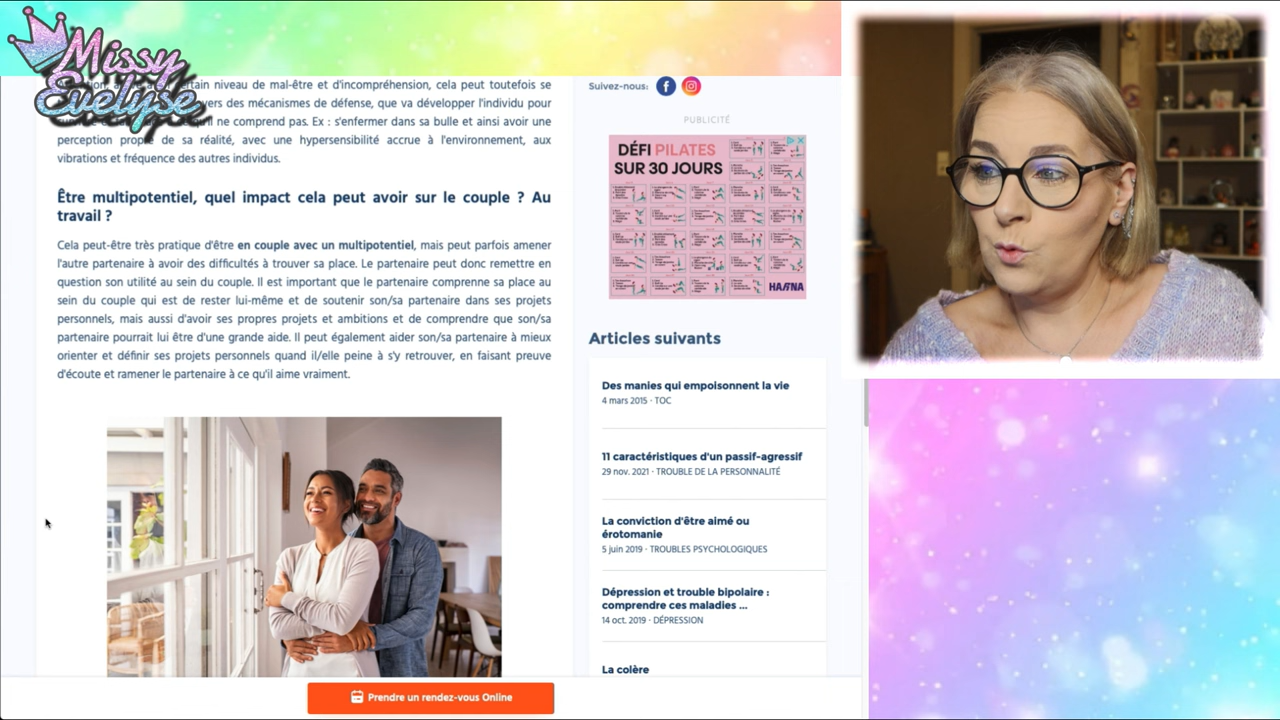 Missy
Evelyse
certain niveau de mal-être et d'incompréhension, cela peut toutefois se
vers des mécanismes de défense, que va développer l'individu pour
ne comprend pas. Ex : s'enfermer dans sa bulle et ainsi avoir une
perception propre de sa réalité, avec une hypersensibilité accrue à l'environnement, aux
vibrations et fréquence des autres individus.
Être multipotentiel, quel impact cela peut avoir sur le couple ? Au
travail ?
Cela peut-être très pratique d'être en couple avec un multipotentiel, mais peut parfois amener
l'autre partenaire à avoir des difficultés à trouver sa place. Le partenaire peut donc remettre en
question son utilité au sein du couple. Il est important que le partenaire comprenne sa place au
sein du couple qui est de rester lui-même et de soutenir son/sa partenaire dans ses projets
personnels, mais aussi d'avoir ses propres projets et ambitions et de comprendre que son/sa
partenaire pourrait lui être d'une grande aide. Il peut également aider son/sa partenaire à mieux
orienter et définir ses projets personnels quand il/elle peine à s'y retrouver, en faisant preuve
d'écoute et ramener le partenaire à ce qu'il aime vraiment.
Prendre un rendez-vous Online
Suivez-nous:
PUBLICITÉ
DÉFI PILATES
SUR 30 JOURS
Articles suivants
Des manies qui empoisonnent la vie
4 mars 2015 · TOC
11 caractéristiques d'un passif-agressif
29 nov. 2021 · TROUBLE DE LA PERSONNALITÉ
La conviction d'être aimé ou
érotomanie
5 juin 2019 · TROUBLES PSYCHOLOGIQUES
Dépression et trouble bipolaire :
comprendre ces maladies ...
14 oct. 2019 · DÉPRESSION
La colère